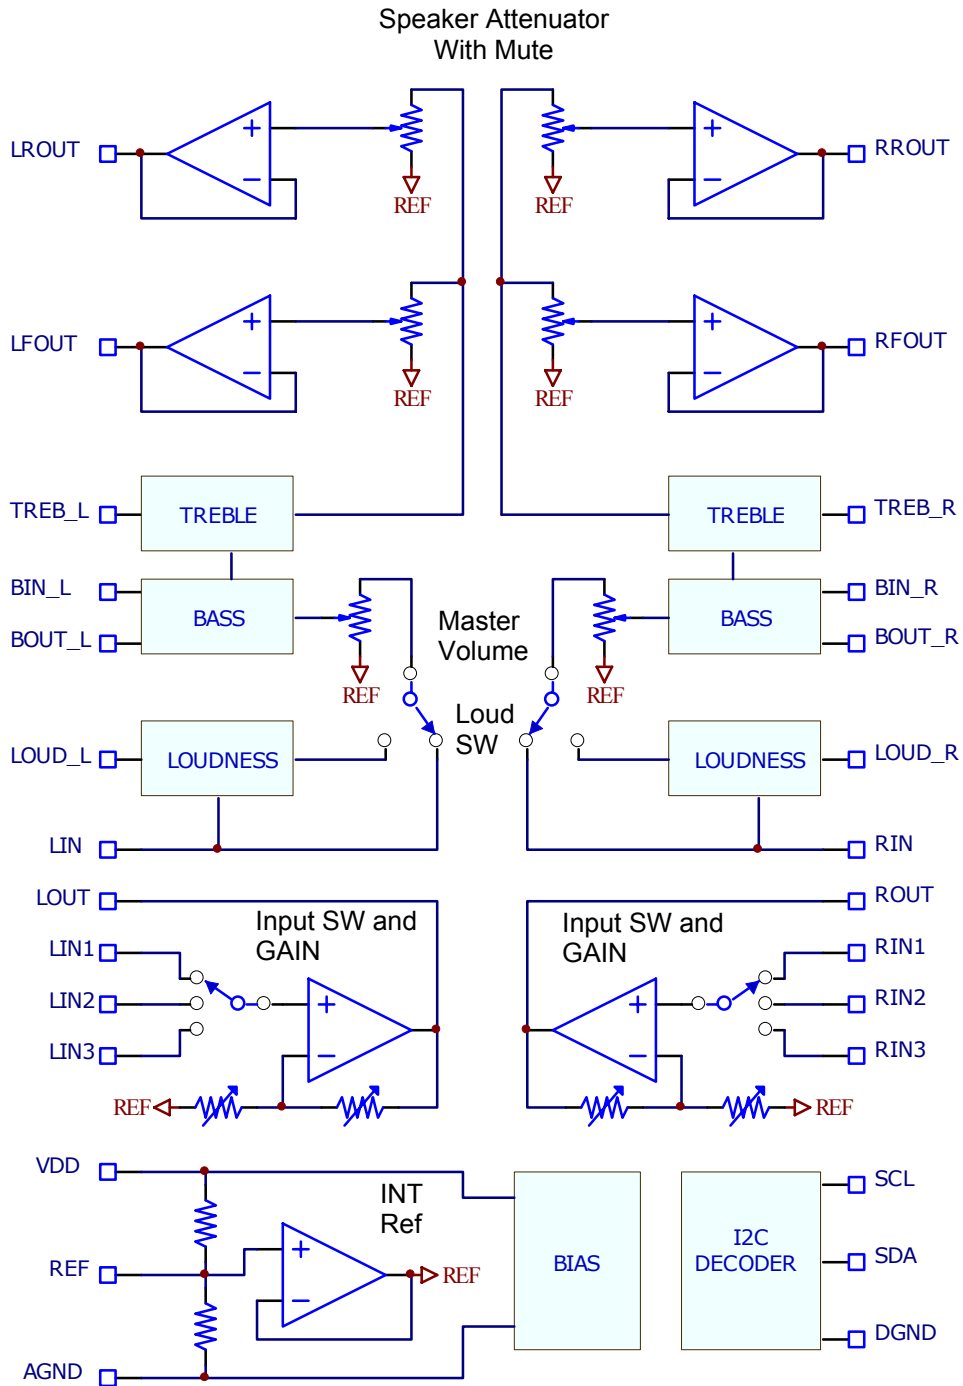 Speaker Attenuator
With Mute
LROUT
+
−
REF
REF
+
−
RROUT
LFOUT
+
−
REF
REF
+
−
RFOUT
TREB_L
TREBLE
TREBLE
TREB_R
BIN_L
BOUT_L
BASS
REF
Master
Volume
REF
BASS
BIN_R
BOUT_R
LOUD_L
LOUDNESS
Loud
SW
LOUDNESS
LOUD_R
LIN
RIN
LOUT
ROUT
Input SW and
GAIN
Input SW and
GAIN
LIN1
LIN2
LIN3
+
−
REF
+
−
REF
RIN1
RIN2
RIN3
VDD
REF
AGND
INT
Ref
+
−
REF
BIAS
I2C
DECODER
SCL
SDA
DGND